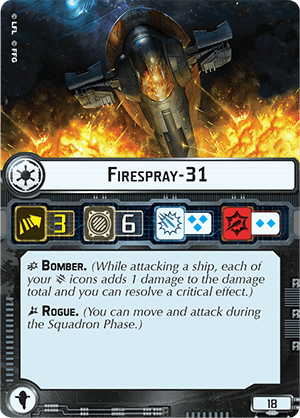 © LFL © FFG
FIRESPRAY-31
3 6
BOMBER. (While attacking a ship, each of
your icons adds 1 damage to the damage
total and you can resolve a critical effect.)
ROGUE. (You can move and attack during
the Squadron Phase.)
18